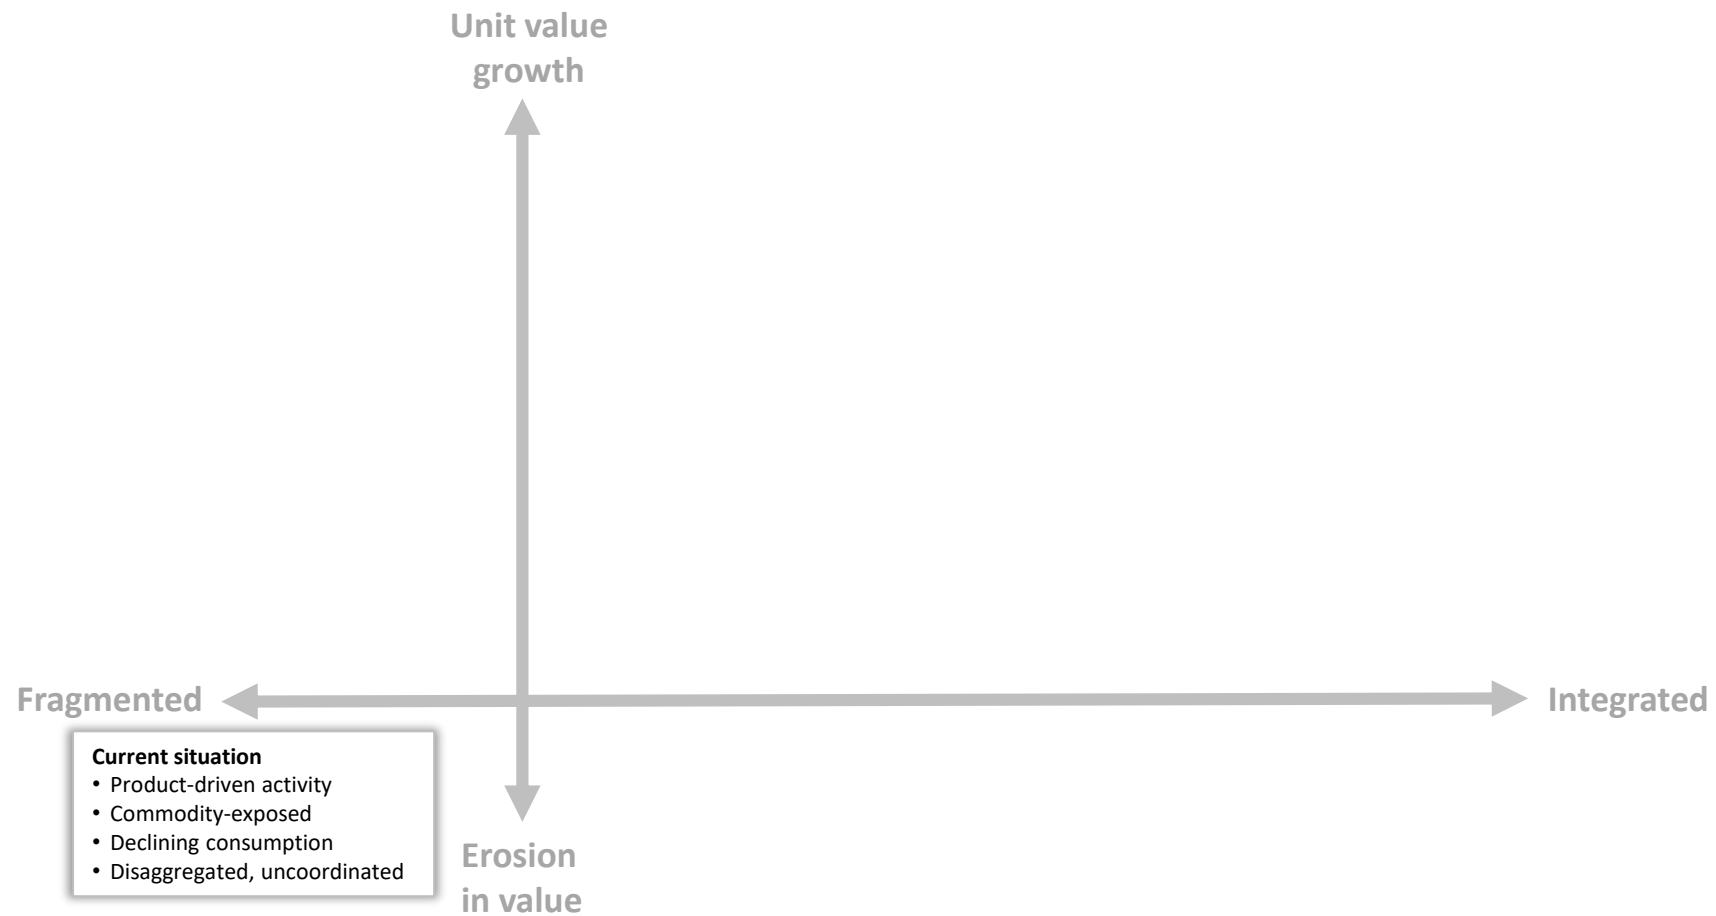 Unit value
growth
Fragmented
Integrated
Current situation
• Product-driven activity
• Commodity-exposed
• Declining consumption
• Disaggregated, uncoordinated
Erosion
in value